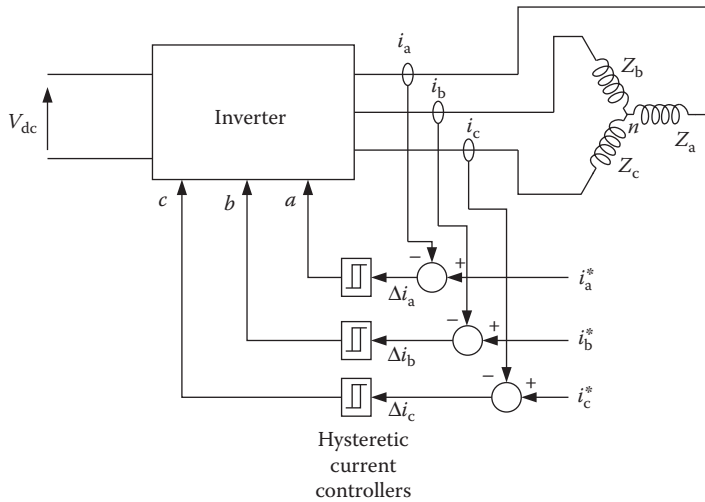 i_a
i_b
i_c
Z_b
n
Z_a
Z_c
V_dc
Inverter
c
b
a
−
+
Δi_a
i_a^*
−
+
Δi_b
i_b^*
−
+
Δi_c
i_c^*
Hysteretic
current
controllers